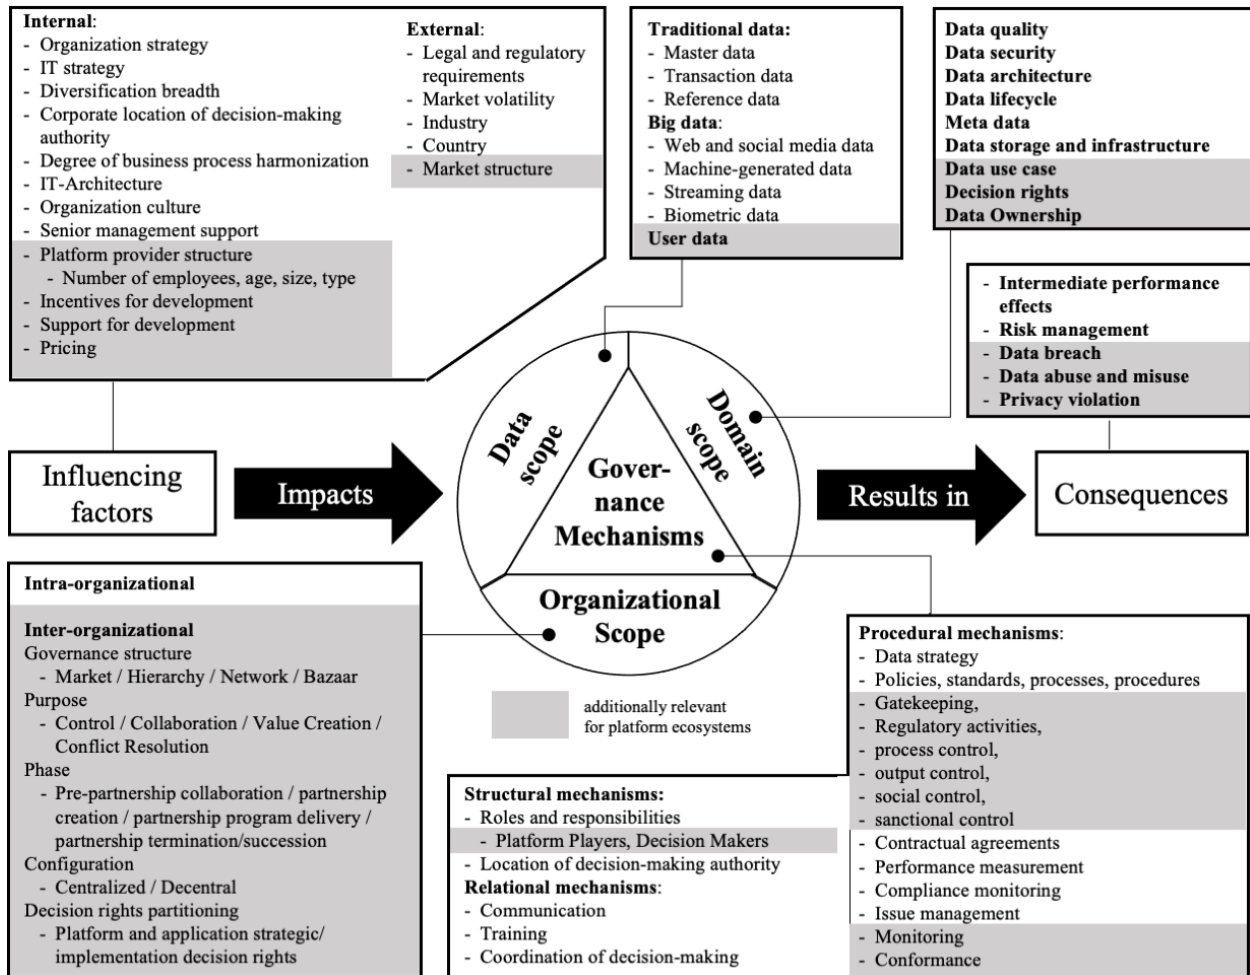 Internal:
- Organization strategy
- IT strategy
- Diversification breadth
- Corporate location of decision-making
authority
- Degree of business process harmonization
- IT-Architecture
- Organization culture
- Senior management support
- Platform provider structure
- Number of employees, age, size, type
- Incentives for development
- Support for development
- Pricing
External:
- Legal and regulatory
requirements
- Market volatility
- Industry
- Country
- Market structure
Traditional data:
- Master data
- Transaction data
- Reference data
Big data:
- Web and social media data
- Machine-generated data
- Streaming data
- Biometric data
User data
Data quality
Data security
Data architecture
Data lifecycle
Meta data
Data storage and infrastructure
Data use case
Decision rights
Data Ownership
- Intermediate performance
effects
- Risk management
- Data breach
- Data abuse and misuse
- Privacy violation
Influencing
factors
Impacts
Data
scope
Domain
scope
Gover-
nance
Mechanisms
Organizational
Scope
Results in
Consequences
Intra-organizational
Inter-organizational
Governance structure
- Market / Hierarchy / Network / Bazaar
Purpose
- Control / Collaboration / Value Creation /
Conflict Resolution
Phase
- Pre-partnership collaboration / partnership
creation / partnership program delivery /
partnership termination/succession
Configuration
- Centralized / Decentral
Decision rights partitioning
- Platform and application strategic/
implementation decision rights
additionally relevant
for platform ecosystems
Structural mechanisms:
- Roles and responsibilities
- Platform Players, Decision Makers
- Location of decision-making authority
Relational mechanisms:
- Communication
- Training
- Coordination of decision-making
Procedural mechanisms:
- Data strategy
- Policies, standards, processes, procedures
- Gatekeeping,
- Regulatory activities,
- process control,
- output control,
- social control,
- sanctional control
- Contractual agreements
- Performance measurement
- Compliance monitoring
- Issue management
- Monitoring
- Conformance